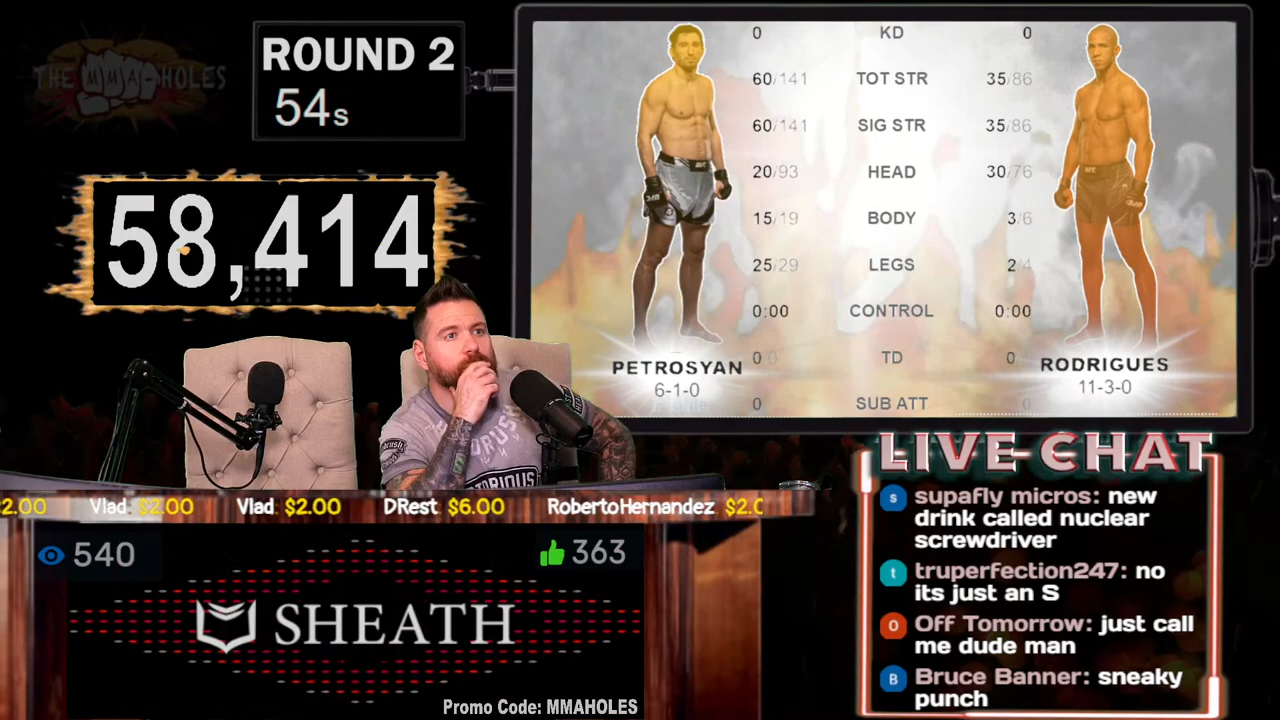 THE MMA-HOLES
ROUND 2
54s
58,414
0 KD 0
60/141 TOT STR 35/86
60/141 SIG STR 35/86
20/93 HEAD 30/76
15/19 BODY 3/6
25/29 LEGS 2/4
0:00 CONTROL 0:00
0 TD 0
0 SUB ATT 0
PETROSYAN
6-1-0
RODRIGUES
11-3-0
2.00 Vlad: $2.00 Vlad: $2.00 DRest: $6.00 RobertoHernandez: $2.0
540
363
SHEATH
Promo Code: MMAHOLES
LIVE CHAT
s supafly micros: new
drink called nuclear
screwdriver
t truperfection247: no
its just an S
O Off Tomorrow: just call
me dude man
B Bruce Banner: sneaky
punch